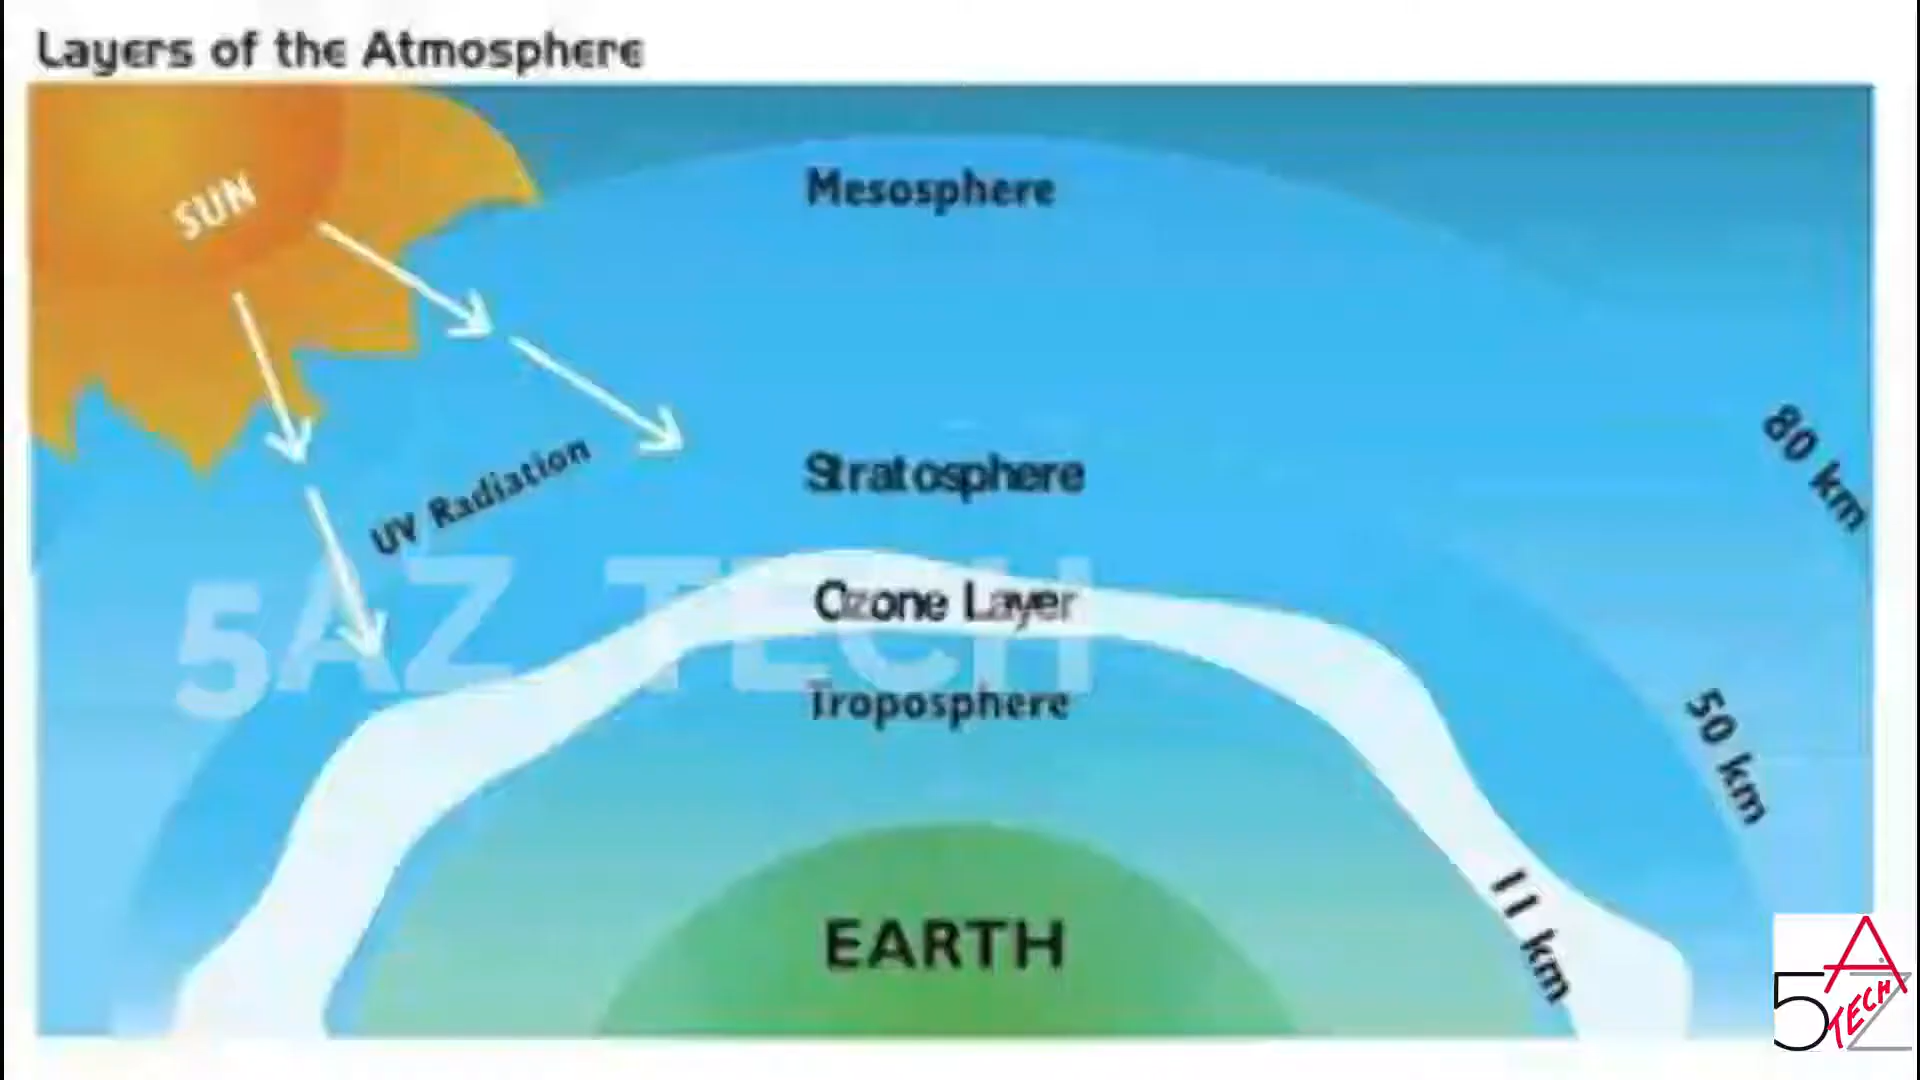 Layers of the Atmosphere
SUN
Mesosphere
UV Radiation
Stratosphere
80 km
5AZ TECH
Ozone Layer
Troposphere
50 km
11 km
EARTH
5AZ TECH